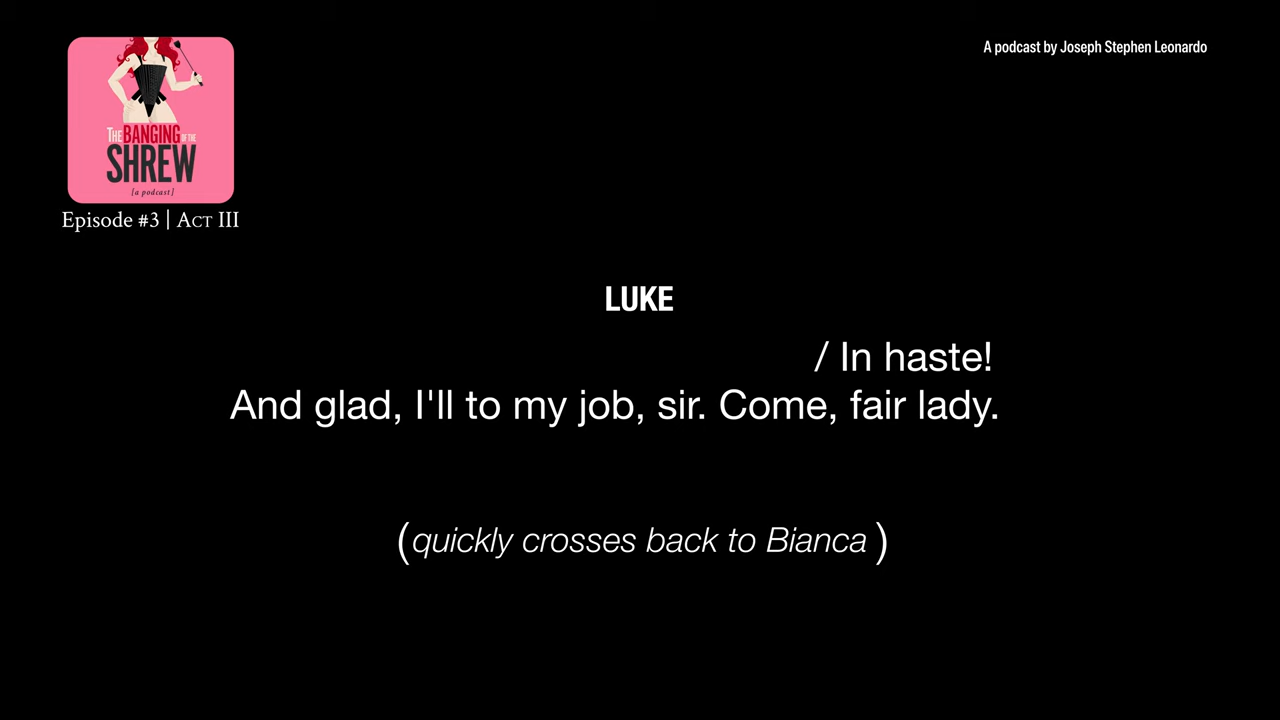 A podcast by Joseph Stephen Leonardo
THE BANGING OF THE
SHREW
[a podcast]
Episode #3 | ACT III
LUKE
/ In haste!
And glad, I'll to my job, sir. Come, fair lady.
(quickly crosses back to Bianca )